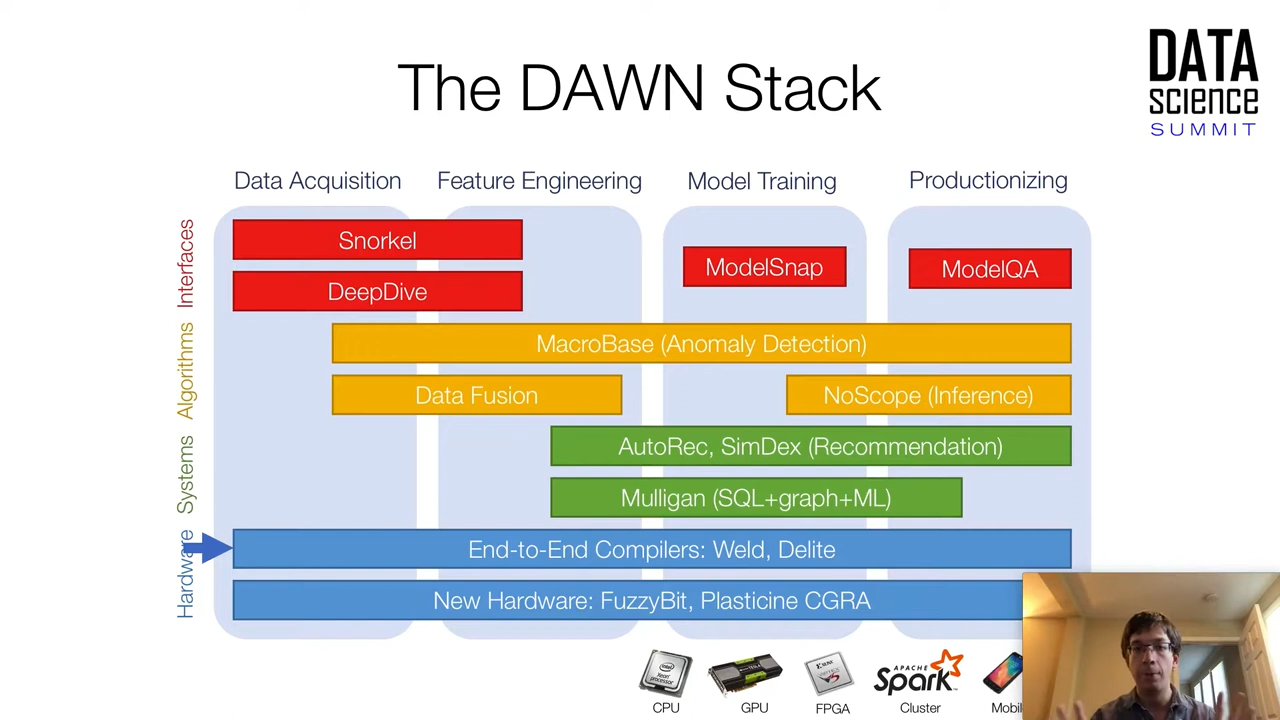 The DAWN Stack
DATA
SCIENCE
SUMMIT
Data Acquisition
Feature Engineering
Model Training
Productionizing
Interfaces
Snorkel
DeepDive
ModelSnap
ModelQA
Algorithms
MacroBase (Anomaly Detection)
Data Fusion
NoScope (Inference)
Systems
AutoRec, SimDex (Recommendation)
Mulligan (SQL+graph+ML)
Hardware
End-to-End Compilers: Weld, Delite
New Hardware: FuzzyBit, Plasticine CGRA
CPU
GPU
FPGA
APACHE
Spark
Cluster